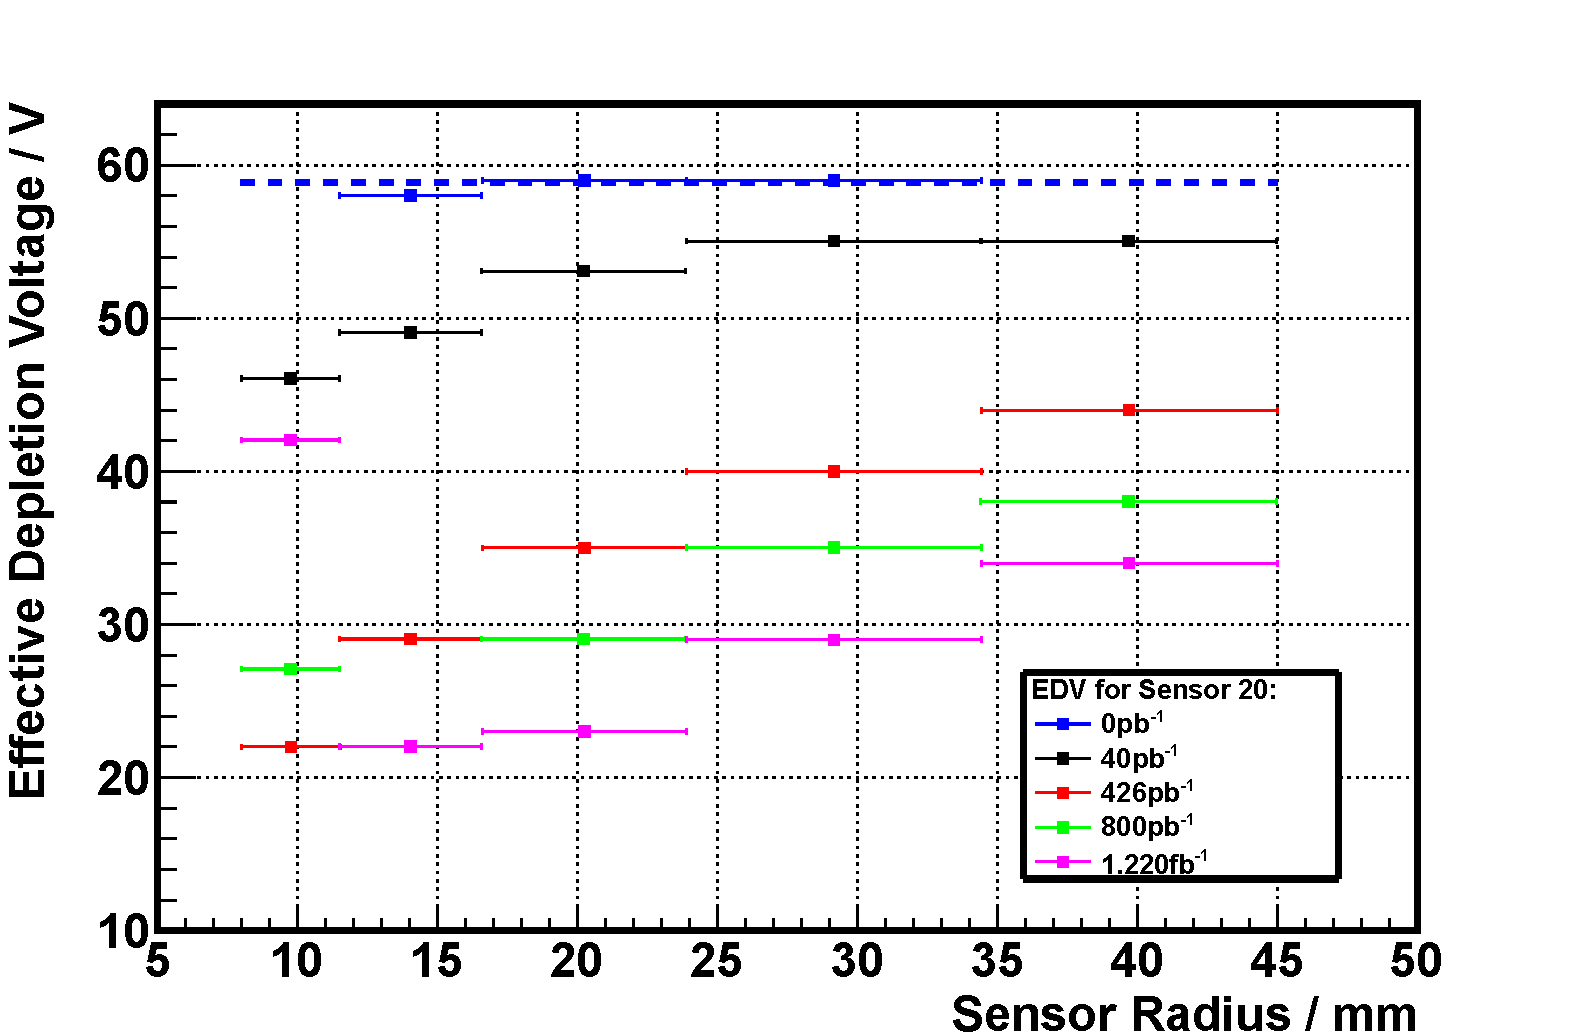 Effective Depletion Voltage / V
60
50
40
30
20
10
5 10 15 20 25 30 35 40 45 50
Sensor Radius / mm
EDV for Sensor 20:
0pb⁻¹
40pb⁻¹
426pb⁻¹
800pb⁻¹
1.220fb⁻¹